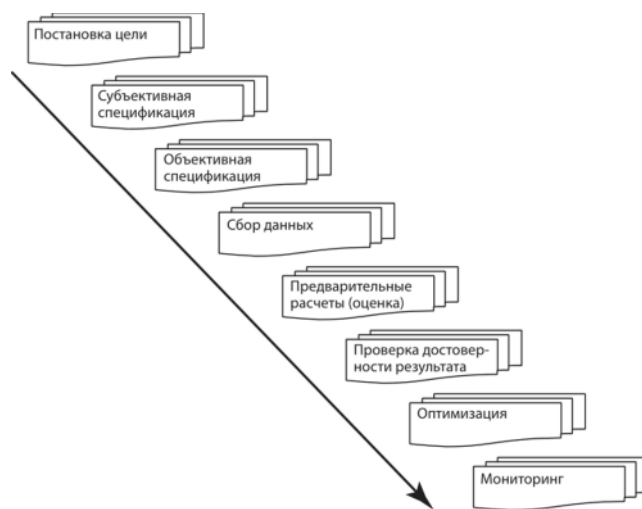 Постановка цели
Субъективная
спецификация
Объективная
спецификация
Сбор данных
Предварительные
расчеты (оценка)
Проверка достовер-
ности результата
Оптимизация
Мониторинг